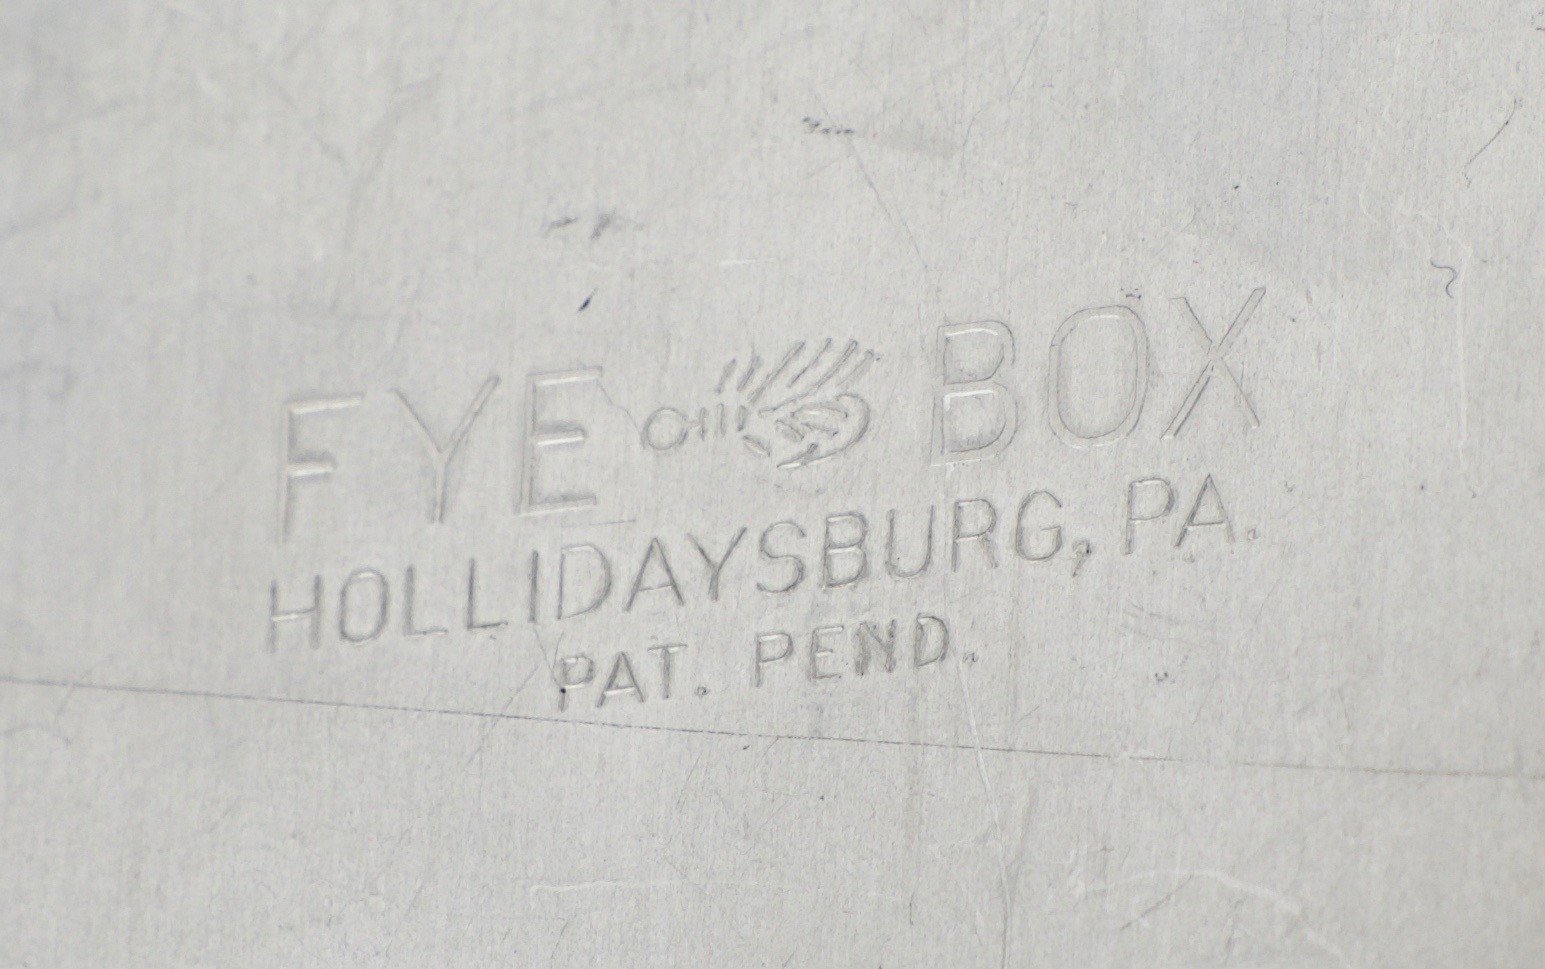 FYE BOX
HOLLIDAYSBURG, PA.
PAT. PEND.